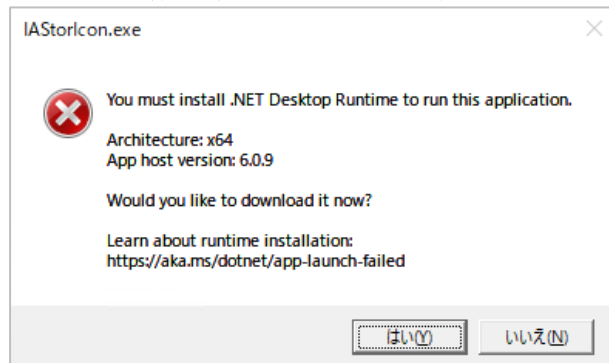 IAStorIcon.exe
You must install .NET Desktop Runtime to run this application.
Architecture: x64
App host version: 6.0.9
Would you like to download it now?
Learn about runtime installation:
https://aka.ms/dotnet/app-launch-failed
はい(Y)
いいえ(N)